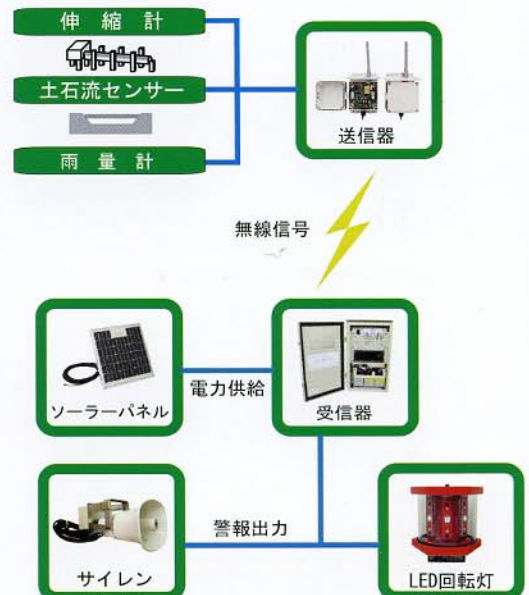 伸縮計
土石流センサー
雨量計
送信器
無線信号
ソーラーパネル
電力供給
受信器
サイレン
警報出力
LED回転灯